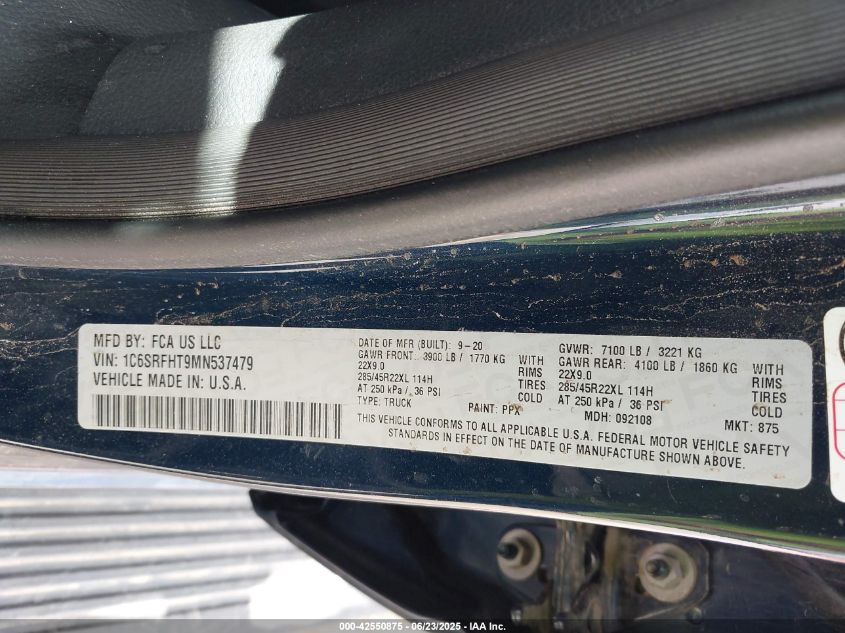 MFD BY: FCA US LLC
VIN: 1C6SRFHT9MN537479
VEHICLE MADE IN U.S.A.
DATE OF MFR (BUILT): 9-20
GAWR FRONT: 3900 LB / 1770 KG WITH
22X9.0 RIMS
285/45R22XL 114H TIRES
AT 250 kPa / 36 PSI COLD
TYPE: TRUCK PAINT: PPX
GVWR: 7100 LB / 3221 KG
GAWR REAR: 4100 LB / 1860 KG WITH
22X9.0 RIMS
285/45R22XL 114H TIRES
AT 250 kPa / 36 PSI COLD
MDH: 092108 MKT: 875
THIS VEHICLE CONFORMS TO ALL APPLICABLE U.S.A. FEDERAL MOTOR VEHICLE SAFETY
STANDARDS IN EFFECT ON THE DATE OF MANUFACTURE SHOWN ABOVE.
000-42550875 - 06/23/2025 - IAA Inc.